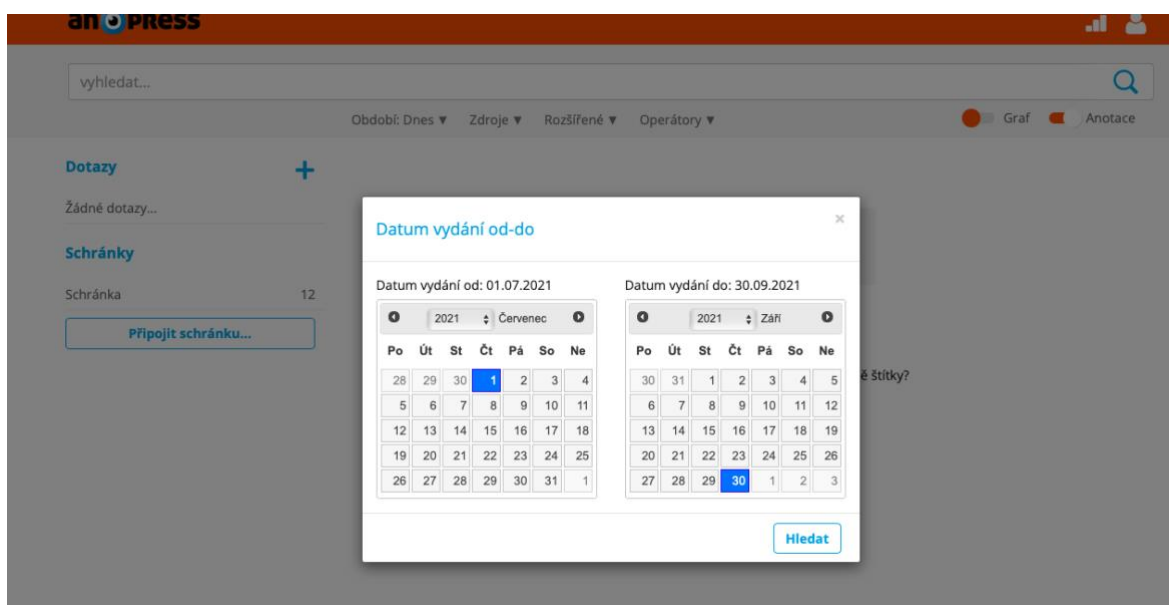 anopress
vyhledat...
Období: Dnes ▼ Zdroje ▼ Rozšířené ▼ Operátory ▼ Graf Anotace
Dotazy
Žádné dotazy...
Schránky
Schránka 12
Připojit schránku...
Datum vydání od-do ×
Datum vydání od: 01.07.2021
2021 Červenec
Po Út St Čt Pá So Ne
28 29 30 1 2 3 4
5 6 7 8 9 10 11
12 13 14 15 16 17 18
19 20 21 22 23 24 25
26 27 28 29 30 31 1
Datum vydání do: 30.09.2021
2021 Září
Po Út St Čt Pá So Ne
30 31 1 2 3 4 5
6 7 8 9 10 11 12
13 14 15 16 17 18 19
20 21 22 23 24 25 26
27 28 29 30 1 2 3
é štítky?
Hledat